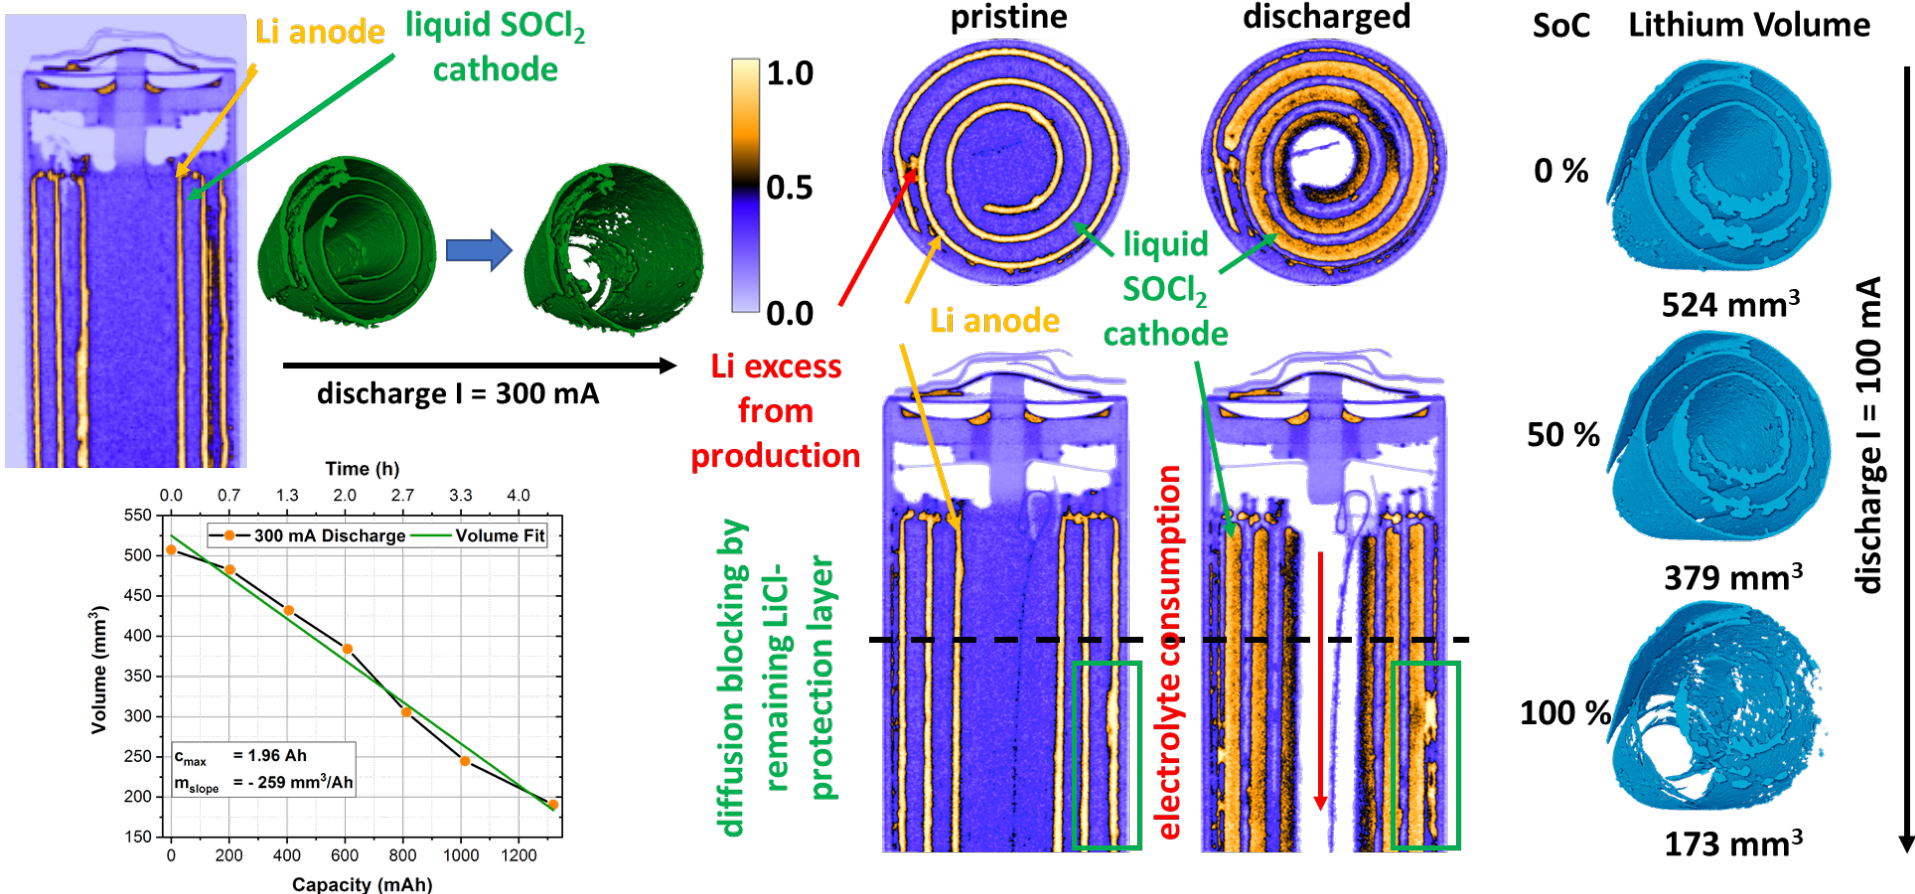 Li anode
liquid SOCl₂
cathode
1.0
0.5
0.0
discharge I = 300 mA
Time (h)
0.0 0.7 1.3 2.0 2.7 3.3 4.0
550
500
450
400
350
300
250
200
150
Volume (mm³)
300 mA Discharge
Volume Fit
c_max = 1.96 Ah
m_slope = - 259 mm³/Ah
0 200 400 600 800 1000 1200
Capacity (mAh)
pristine
discharged
liquid
SOCl₂
cathode
Li anode
Li excess
from
production
diffusion blocking by
remaining LiCl-
protection layer
electrolyte consumption
SoC
Lithium Volume
0 %
524 mm³
50 %
379 mm³
100 %
173 mm³
discharge I = 100 mA